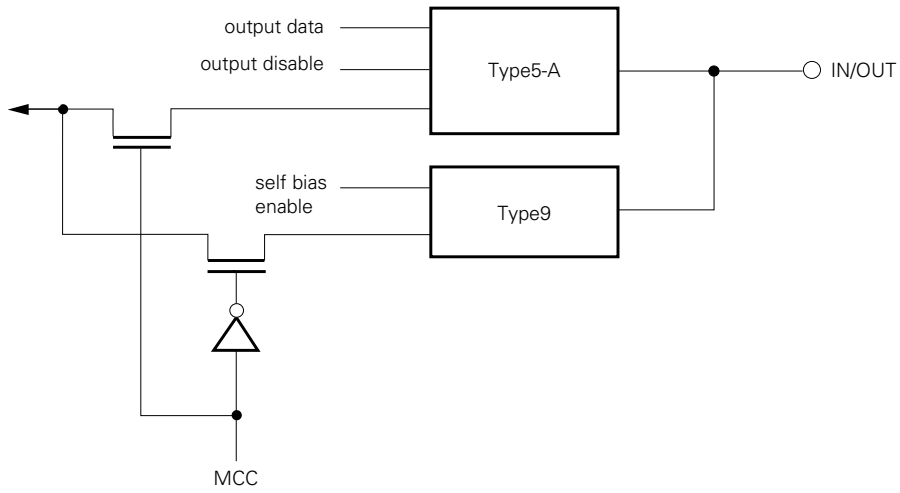 output data
output disable
Type5-A
IN/OUT
self bias
enable
Type9
MCC